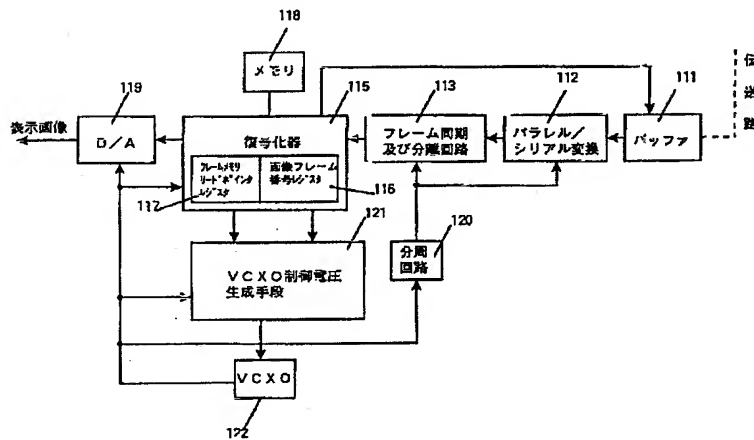 118
メモリ
119
115
113
112
111
伝
送
路
表示画像
D/A
復号化器
フレーム同期
及び分離回路
パラレル/
シリアル変換
バッファ
フレームメモリ
リードポインタ
レジスタ
117
画像フレーム
番号レジスタ
116
121
120
VCXO制御電圧
生成手段
分周
回路
VCXO
122